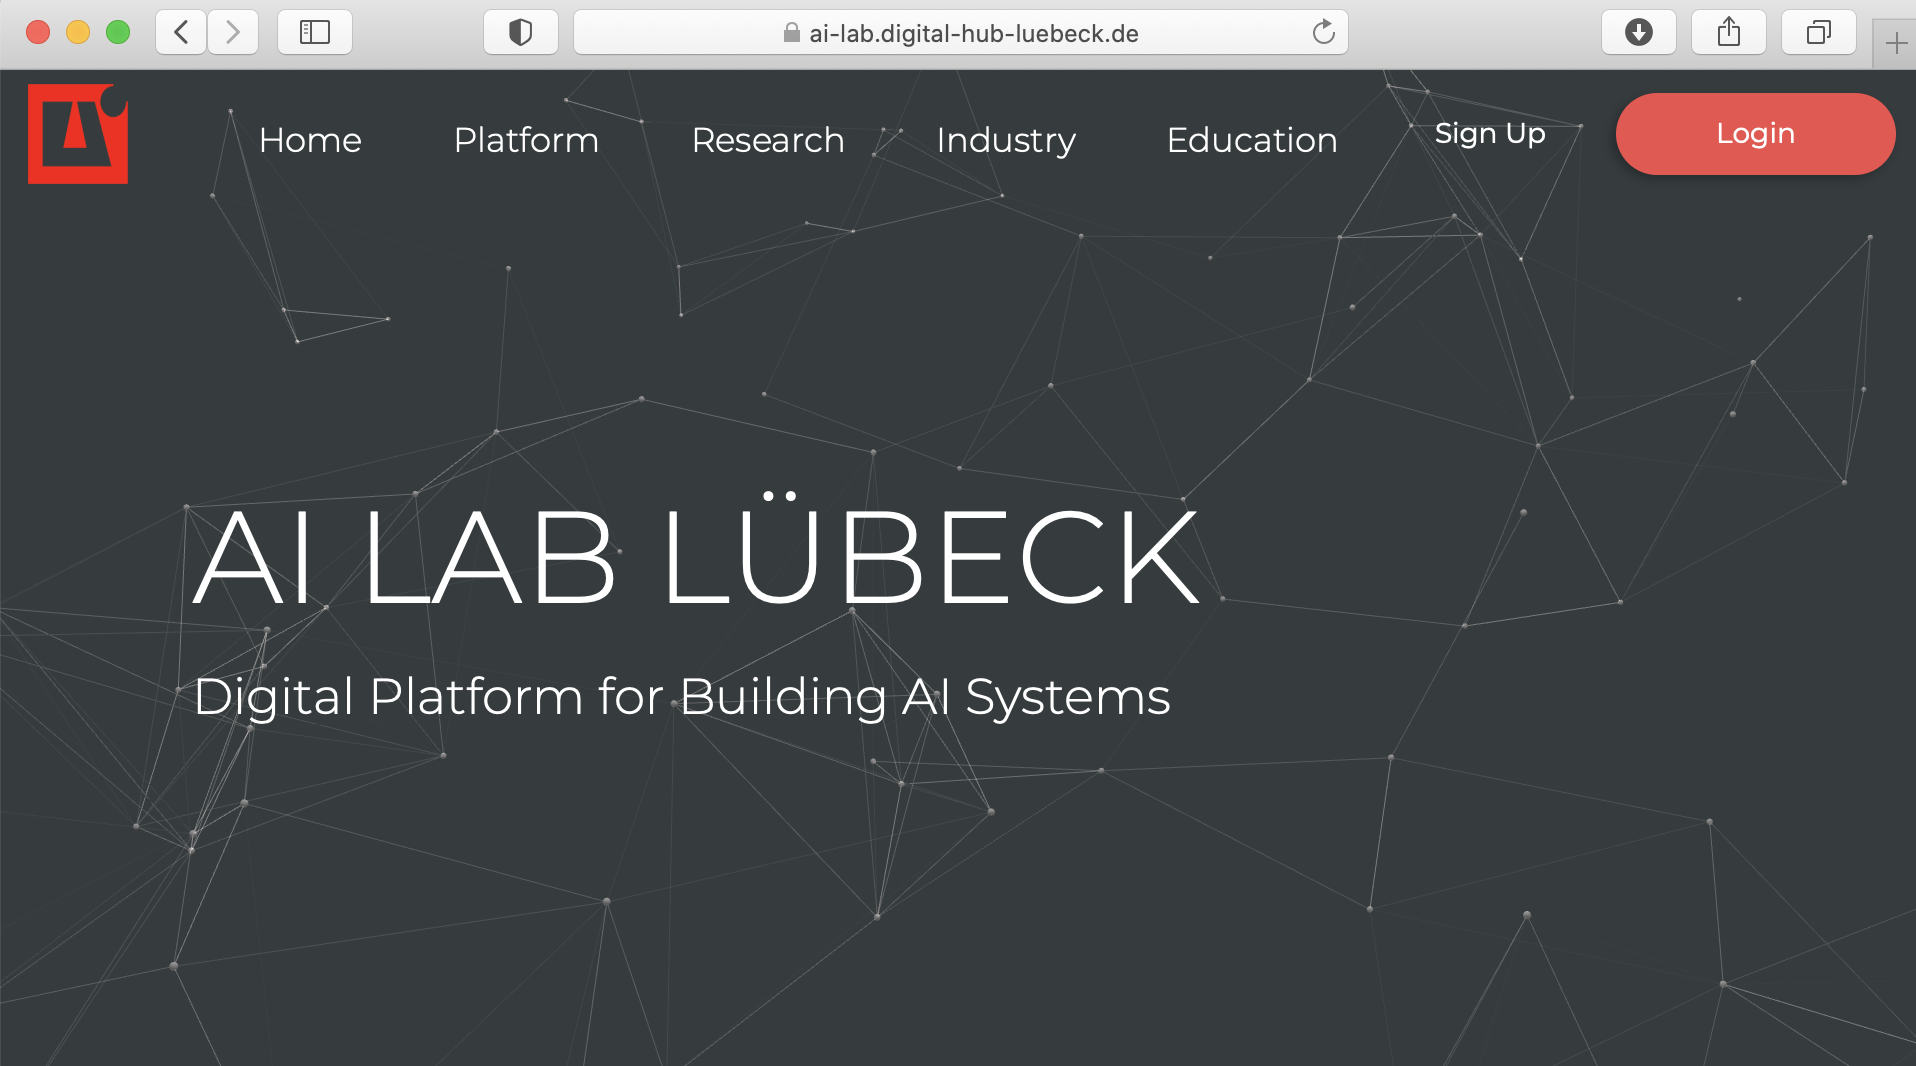 ai-lab.digital-hub-luebeck.de
Home Platform Research Industry Education Sign Up Login
AI LAB LÜBECK
Digital Platform for Building AI Systems